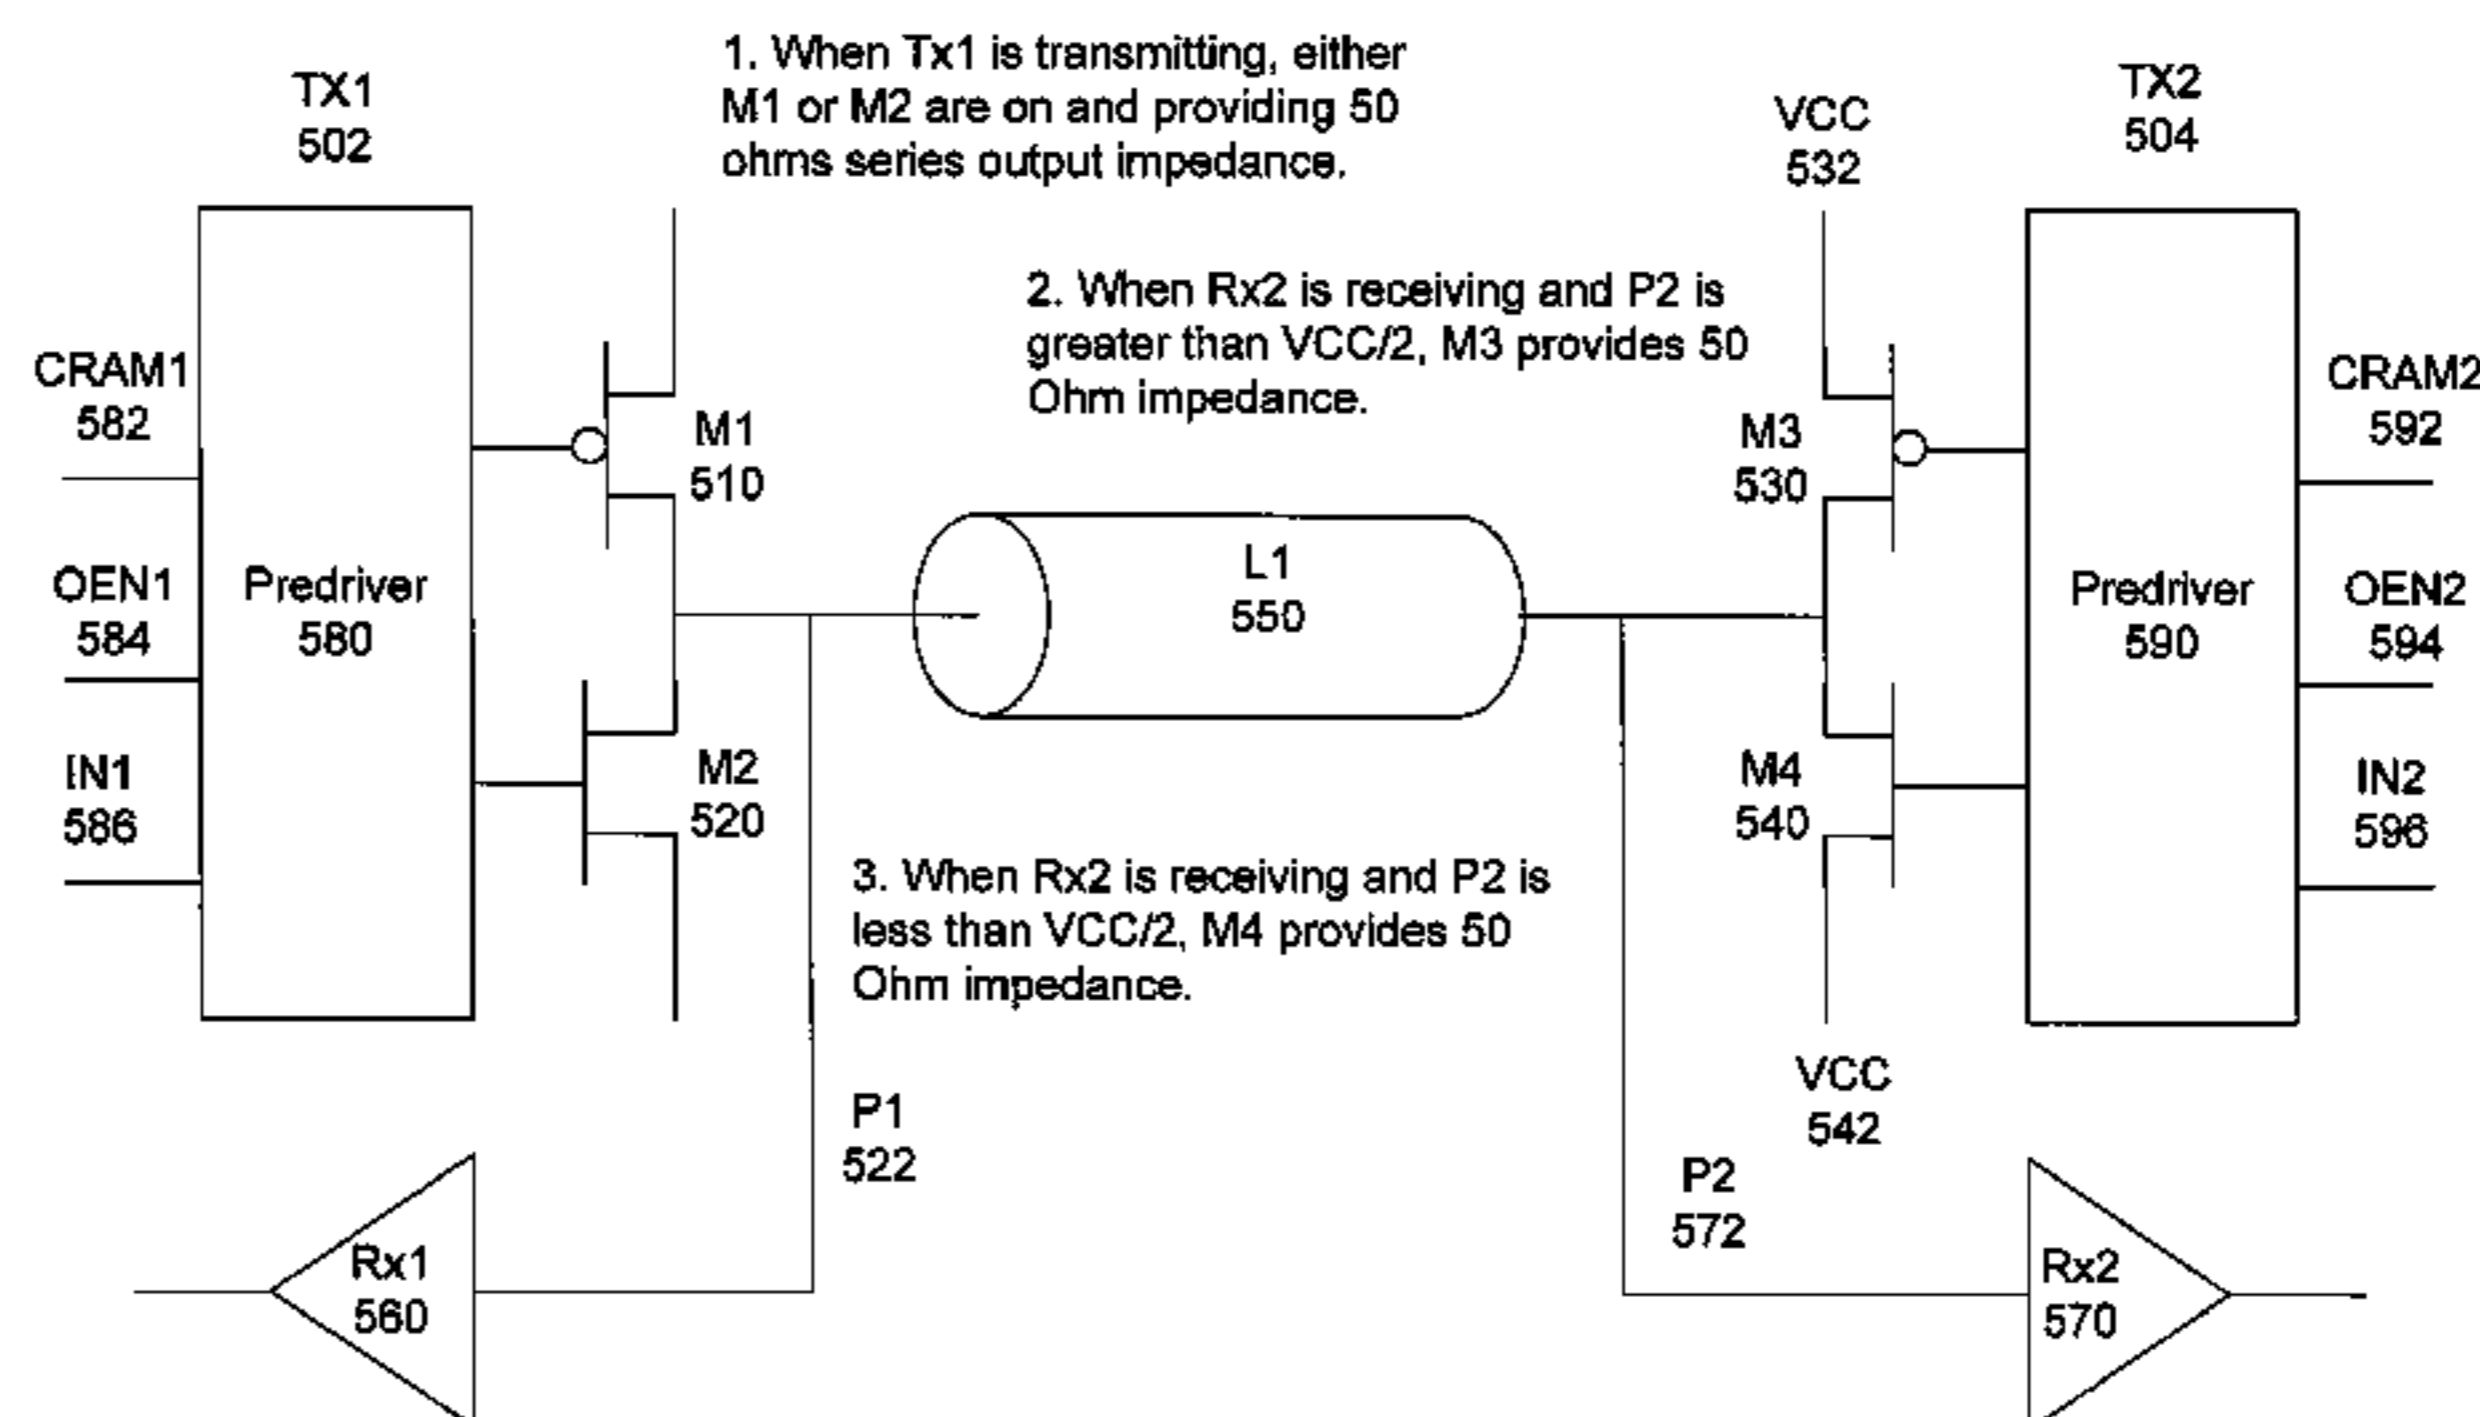 TX1
502
1. When Tx1 is transmitting, either
M1 or M2 are on and providing 50
ohms series output impedance.
VCC
532
TX2
504
2. When Rx2 is receiving and P2 is
greater than VCC/2, M3 provides 50
Ohm impedance.
CRAM1
582
M1
510
M3
530
CRAM2
592
OEN1
584
Predriver
580
L1
550
Predriver
590
OEN2
594
IN1
586
M2
520
M4
540
IN2
596
3. When Rx2 is receiving and P2 is
less than VCC/2, M4 provides 50
Ohm impedance.
VCC
542
P1
522
P2
572
Rx1
560
Rx2
570